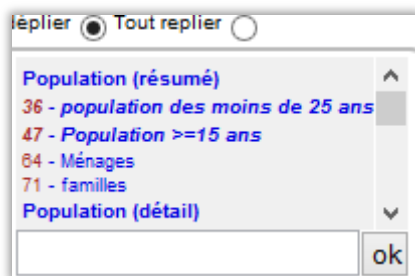 déplier Tout replier
Population (résumé)
36 - population des moins de 25 ans
47 - Population >=15 ans
64 - Ménages
71 - familles
Population (détail)
ok